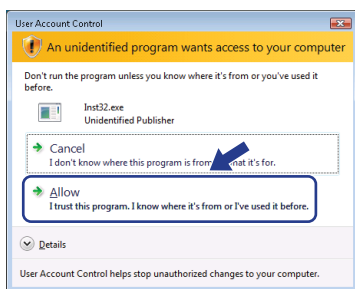 User Account Control
An unidentified program wants access to your computer
Don't run the program unless you know where it's from or you've used it
before.
Inst32.exe
Unidentified Publisher
Cancel
I don't know where this program is from hat it's for.
Allow
I trust this program. I know where it's from or I've used it before.
Details
User Account Control helps stop unauthorized changes to your computer.